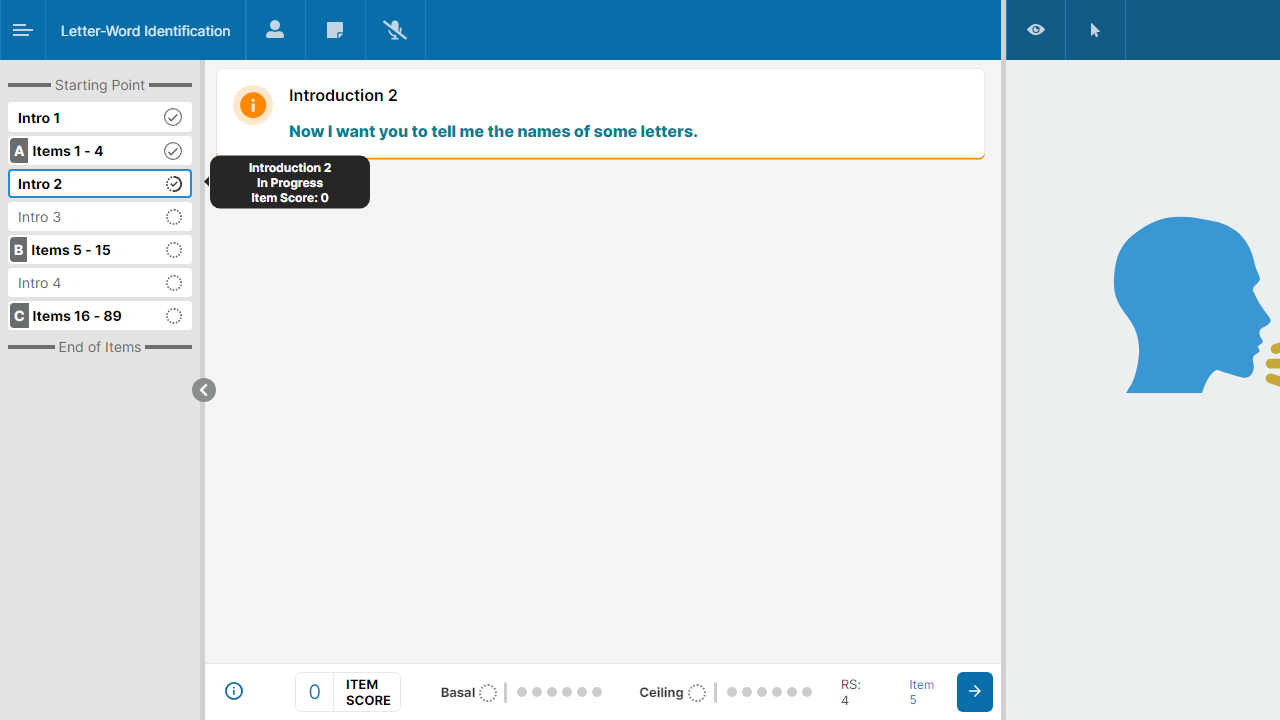 Letter-Word Identification
Starting Point
Intro 1
A Items 1 - 4
Intro 2
Intro 3
B Items 5 - 15
Intro 4
C Items 16 - 89
End of Items
Introduction 2
Now I want you to tell me the names of some letters.
Introduction 2
In Progress
Item Score: 0
0 ITEM
SCORE
Basal
Ceiling
RS:
4
Item
5